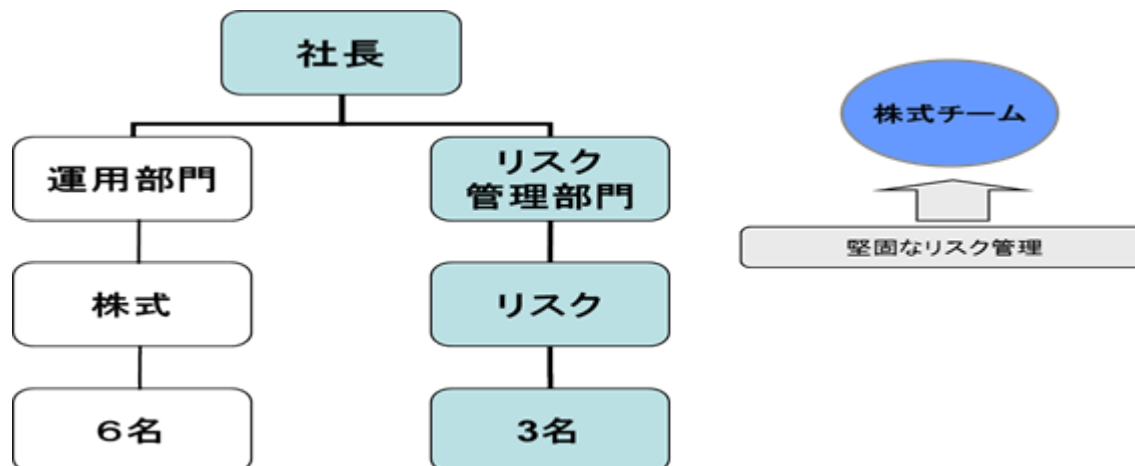 社長
運用部門
リスク
管理部門
株式
リスク
6名
3名
株式チーム
堅固なリスク管理